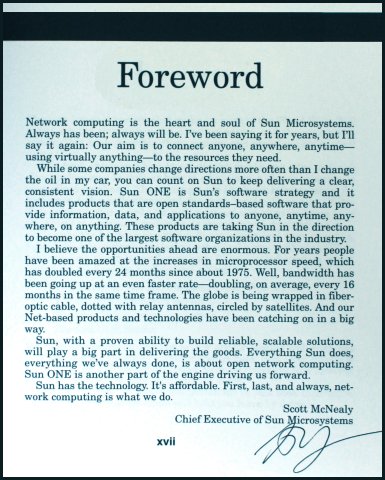 Foreword
Network computing is the heart and soul of Sun Microsystems.
Always has been; always will be. I've been saying it for years, but I'll
say it again: Our aim is to connect anyone, anywhere, anytime—
using virtually anything—to the resources they need.
While some companies change directions more often than I change
the oil in my car, you can count on Sun to keep delivering a clear,
consistent vision. Sun ONE is Sun's software strategy and it
includes products that are open standards–based software that pro-
vide information, data, and applications to anyone, anytime, any-
where, on anything. These products are taking Sun in the direction
to become one of the largest software organizations in the industry.
I believe the opportunities ahead are enormous. For years people
have been amazed at the increases in microprocessor speed, which
has doubled every 24 months since about 1975. Well, bandwidth has
been going up at an even faster rate—doubling, on average, every 16
months in the same time frame. The globe is being wrapped in fiber-
optic cable, dotted with relay antennas, circled by satellites. And our
Net-based products and technologies have been catching on in a big
way.
Sun, with a proven ability to build reliable, scalable solutions,
will play a big part in delivering the goods. Everything Sun does,
everything we've always done, is about open network computing.
Sun ONE is another part of the engine driving us forward.
Sun has the technology. It's affordable. First, last, and always, net-
work computing is what we do.
Scott McNealy
Chief Executive of Sun Microsystems
xvii